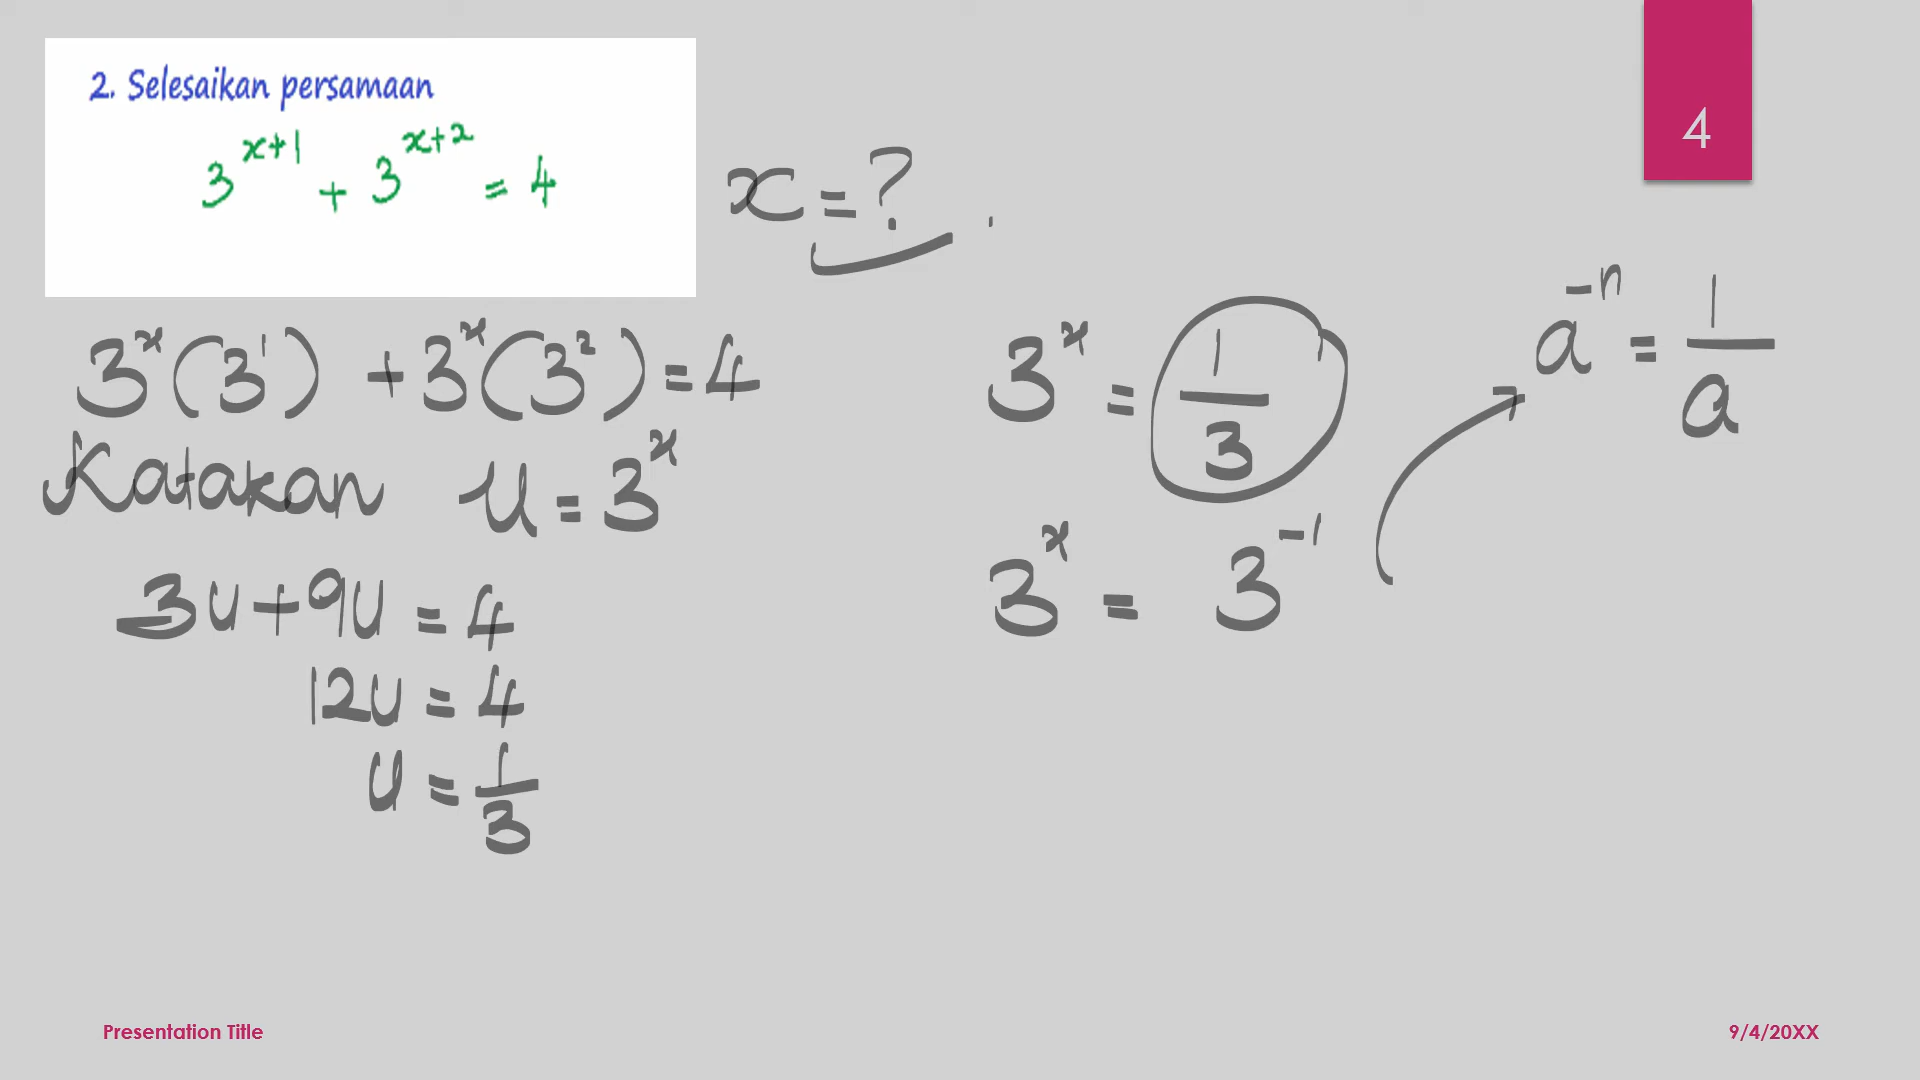 2. Selesaikan persamaan
3^{x+1} + 3^{x+2} = 4
x = ?
4
3^x(3^1) + 3^x(3^2) = 4
Katakan u = 3^x
3u + 9u = 4
12u = 4
u = 1/3
3^x = 1/3
3^x = 3^{-1}
a^{-n} = 1/a
Presentation Title
9/4/20XX